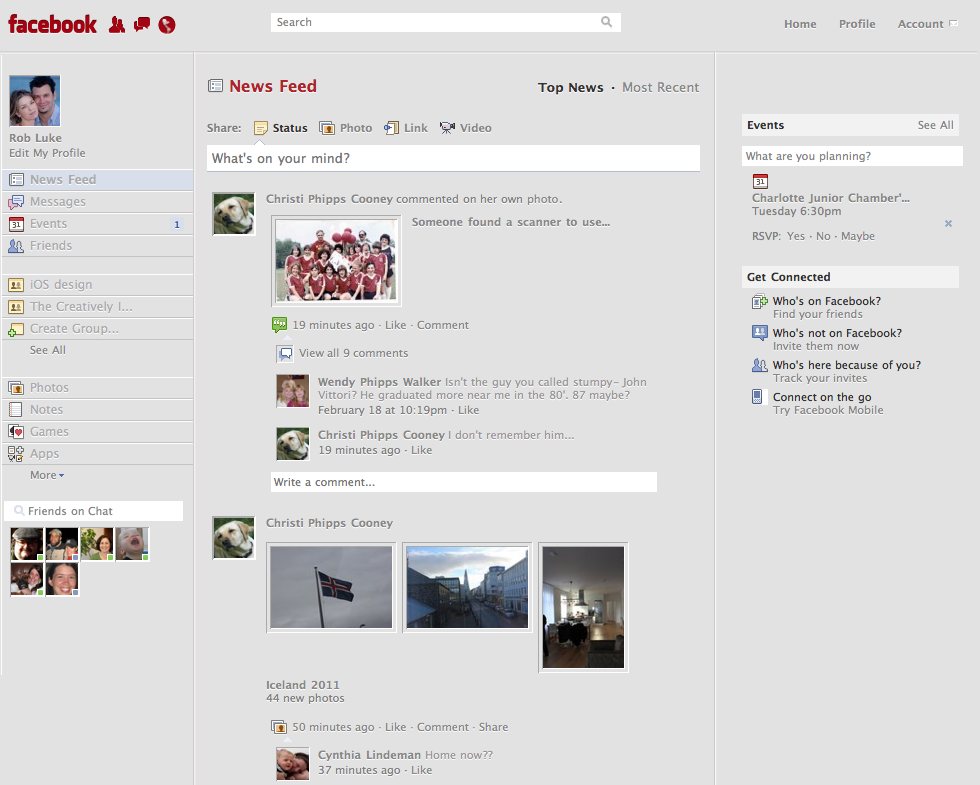 facebook
Search
Home Profile Account
Rob Luke
Edit My Profile
News Feed
Messages
31 Events 1
Friends
iOS design
The Creatively I...
Create Group...
See All
Photos
Notes
Games
Apps
More
Friends on Chat
News Feed
Top News · Most Recent
Share: Status Photo Link Video
What's on your mind?
Christi Phipps Cooney commented on her own photo.
Someone found a scanner to use...
19 minutes ago · Like · Comment
View all 9 comments
Wendy Phipps Walker Isn't the guy you called stumpy- John
Vittori? He graduated more near me in the 80'. 87 maybe?
February 18 at 10:19pm · Like
Christi Phipps Cooney I don't remember him...
19 minutes ago · Like
Write a comment...
Christi Phipps Cooney
Iceland 2011
44 new photos
50 minutes ago · Like · Comment · Share
Cynthia Lindeman Home now??
37 minutes ago · Like
Events See All
What are you planning?
31
Charlotte Junior Chamber'...
Tuesday 6:30pm
RSVP: Yes · No · Maybe
Get Connected
Who's on Facebook?
Find your friends
Who's not on Facebook?
Invite them now
Who's here because of you?
Track your invites
Connect on the go
Try Facebook Mobile